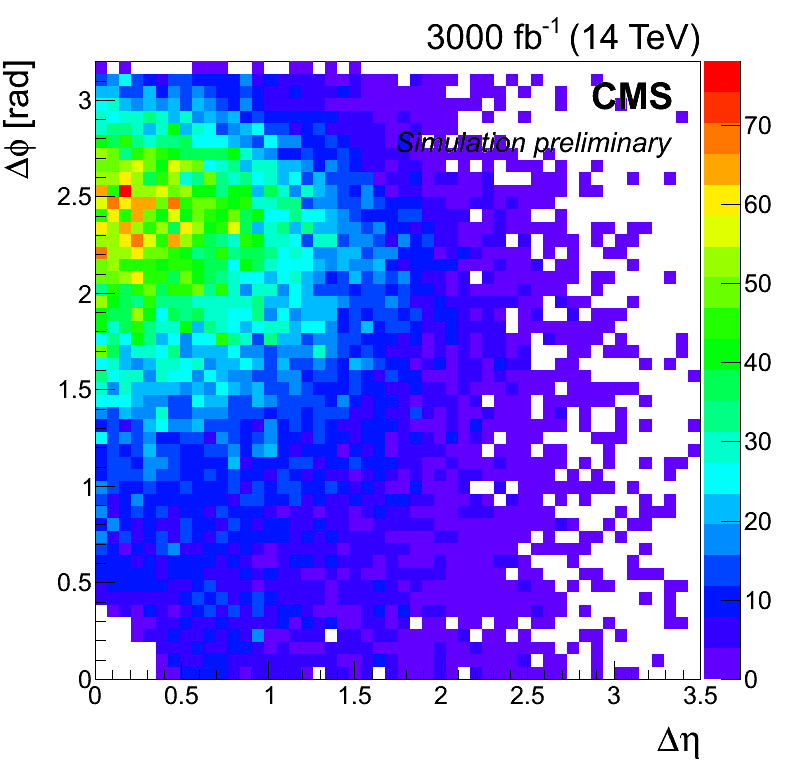 3000 fb-1 (14 TeV)
CMS
Simulation preliminary
Δφ [rad]
3
2.5
2
1.5
1
0.5
0
0 0.5 1 1.5 2 2.5 3 3.5
Δη
70
60
50
40
30
20
10
0